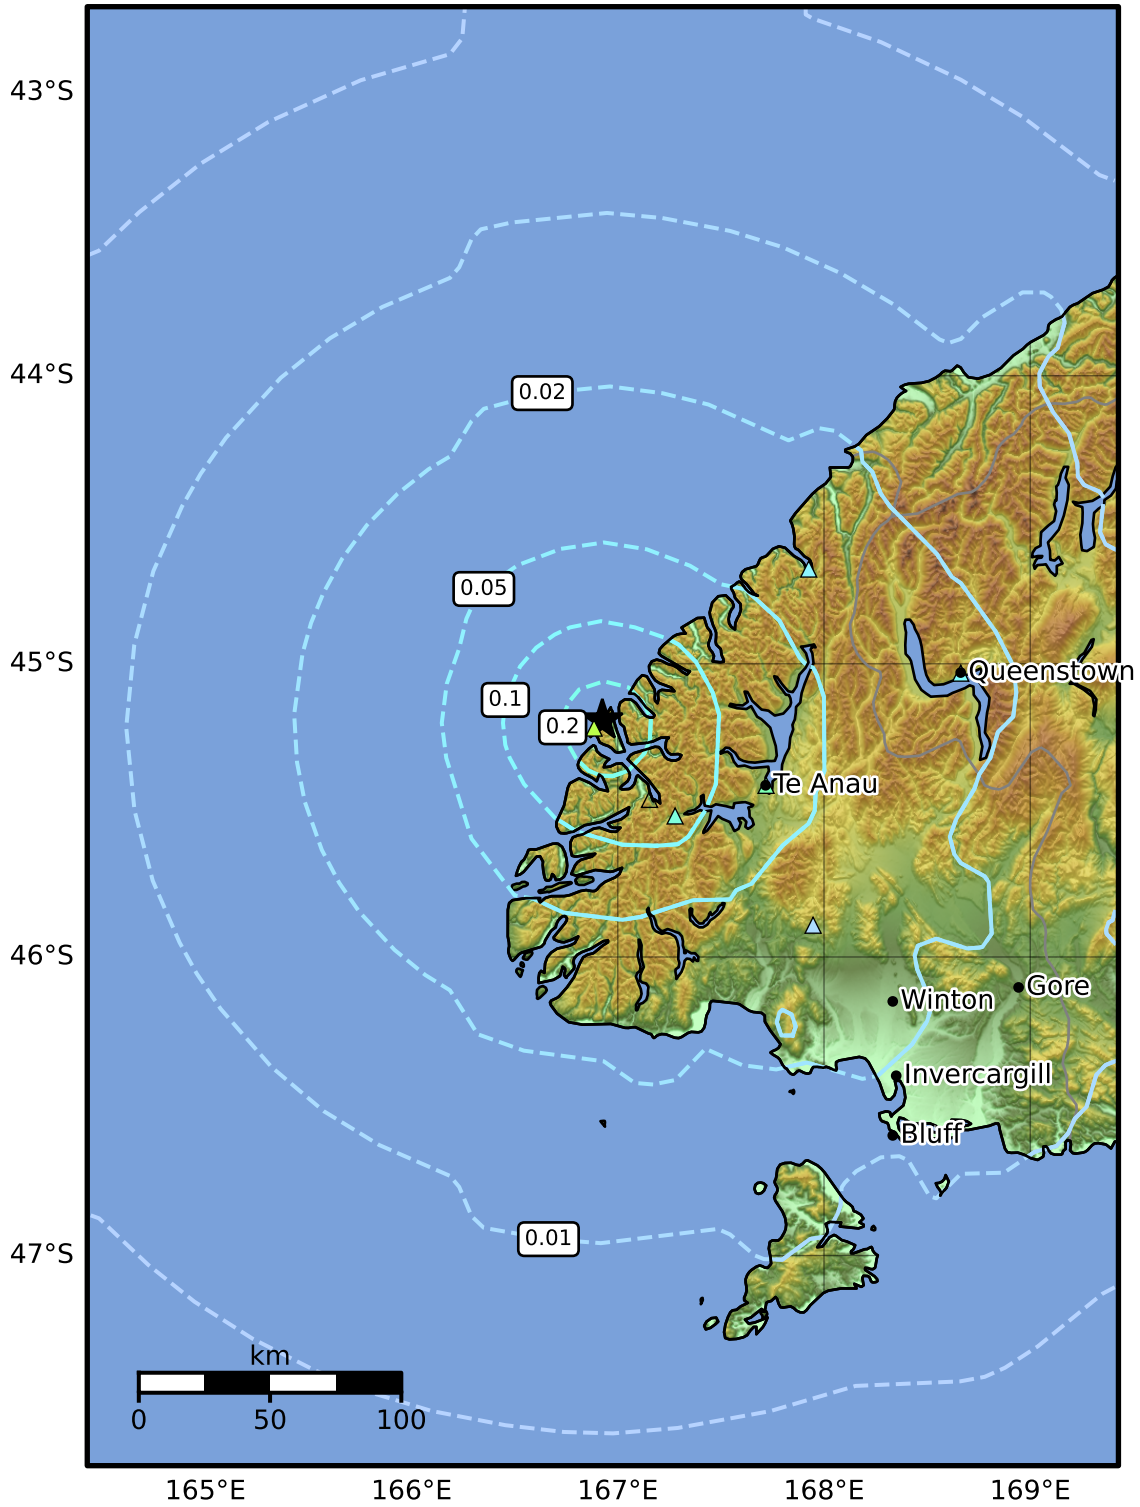 43°S
44°S
0.02
0.05
45°S
Queenstown
0.1
0.2
Te Anau
46°S
Gore
Winton
Invercargill
Bluff
0.01
47°S
km
0 50 100
165°E 166°E 167°E 168°E 169°E